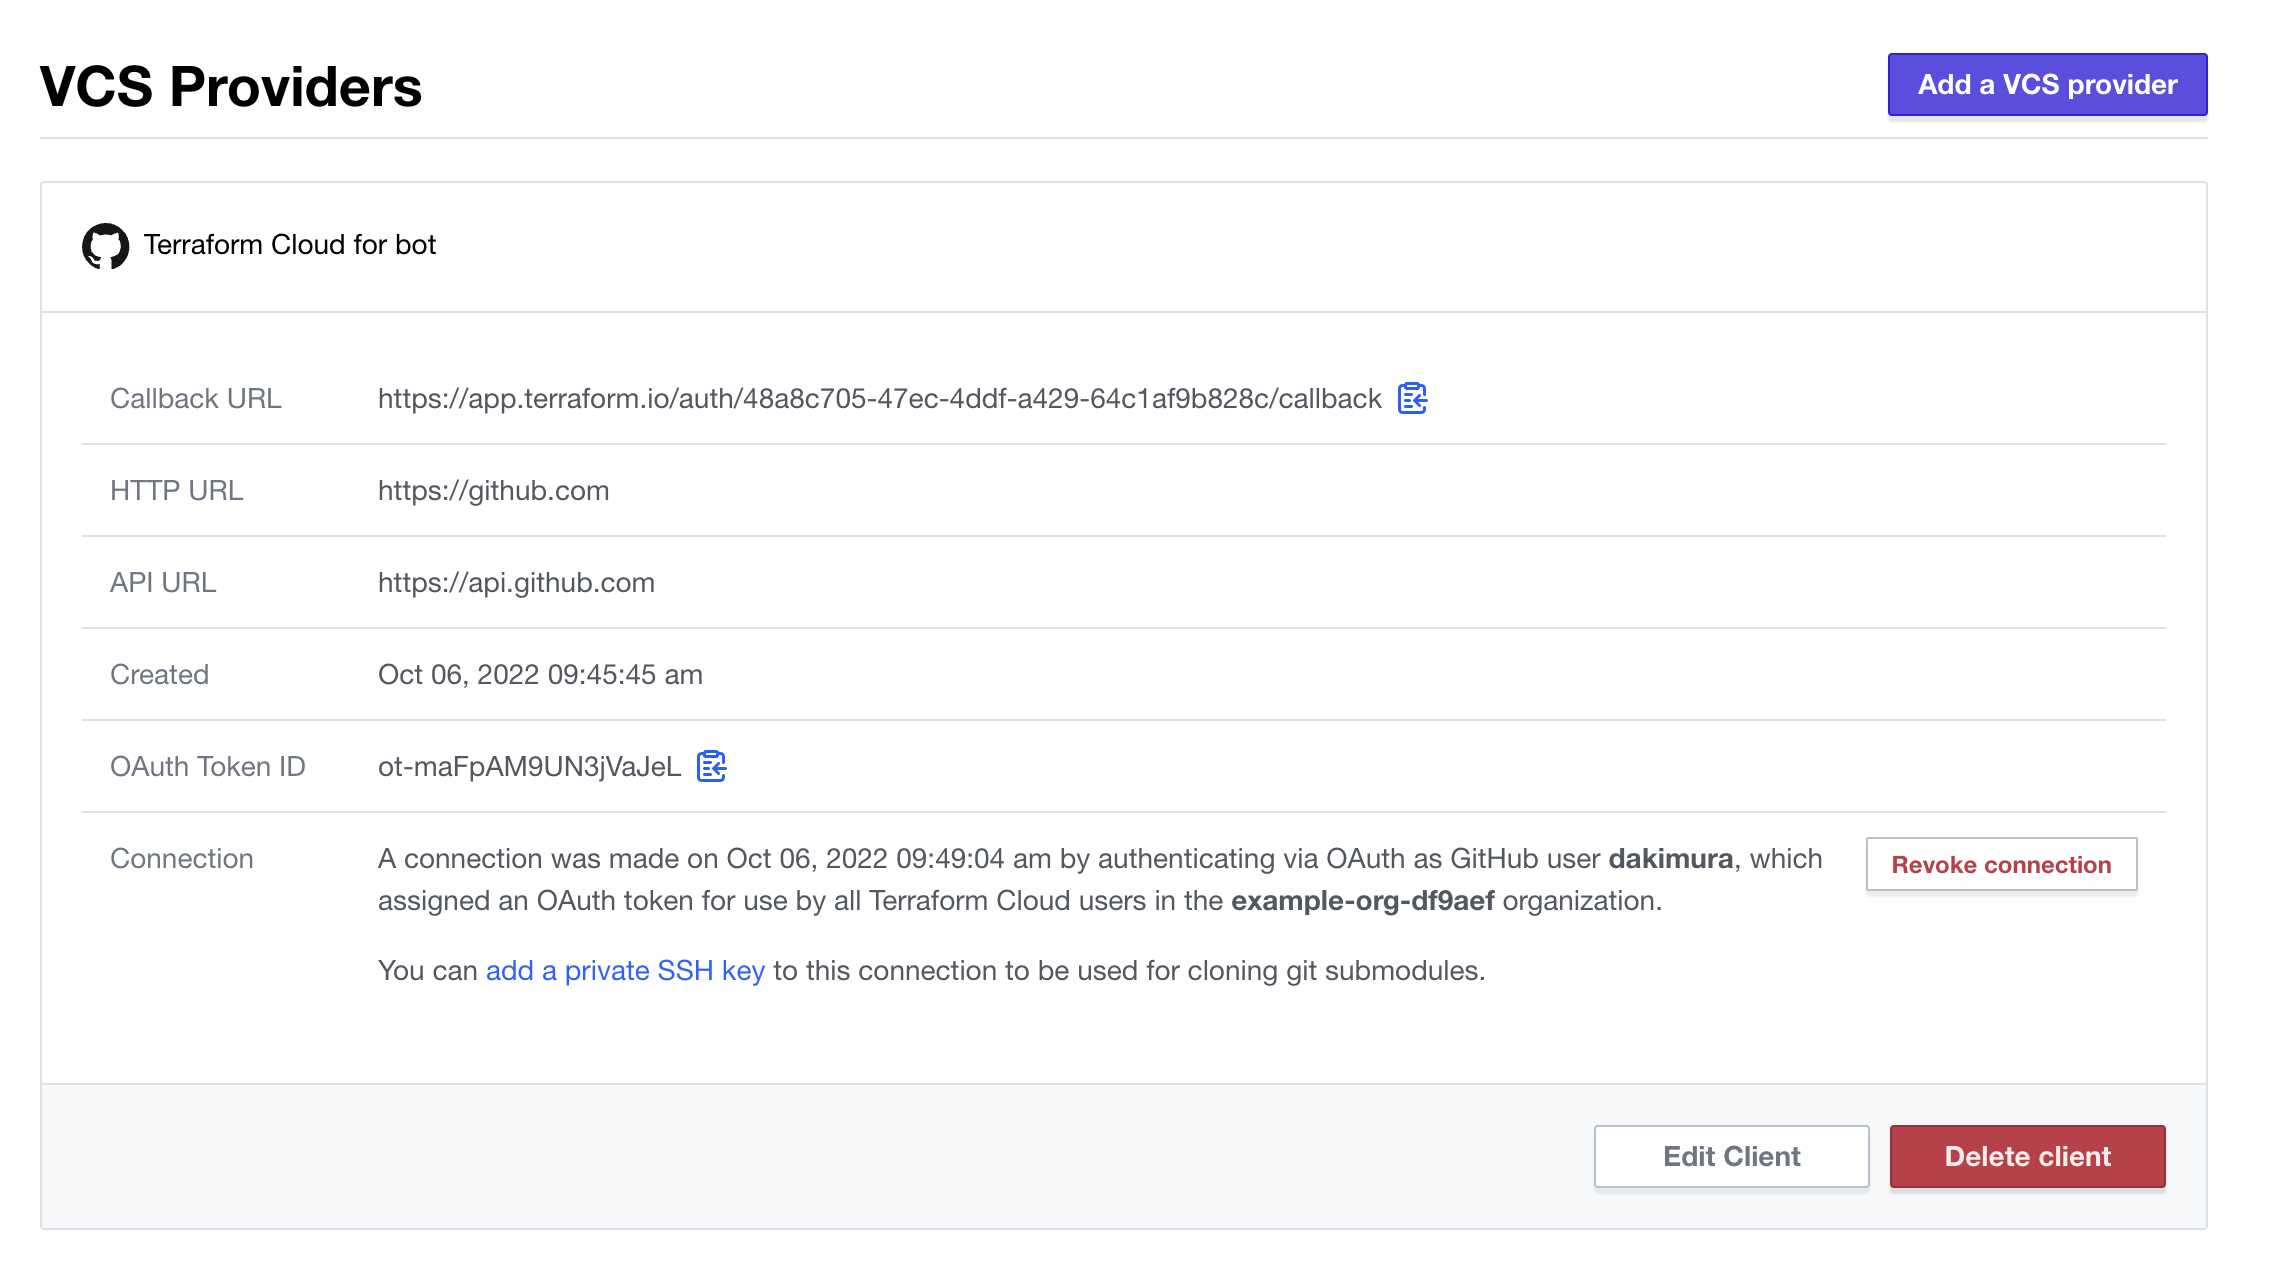 VCS Providers
Add a VCS provider
Terraform Cloud for bot
Callback URL
https://app.terraform.io/auth/48a8c705-47ec-4ddf-a429-64c1af9b828c/callback
HTTP URL
https://github.com
API URL
https://api.github.com
Created
Oct 06, 2022 09:45:45 am
OAuth Token ID
ot-maFpAM9UN3jVaJeL
Connection
A connection was made on Oct 06, 2022 09:49:04 am by authenticating via OAuth as GitHub user dakimura, which
assigned an OAuth token for use by all Terraform Cloud users in the example-org-df9aef organization.
Revoke connection
You can add a private SSH key to this connection to be used for cloning git submodules.
Edit Client
Delete client